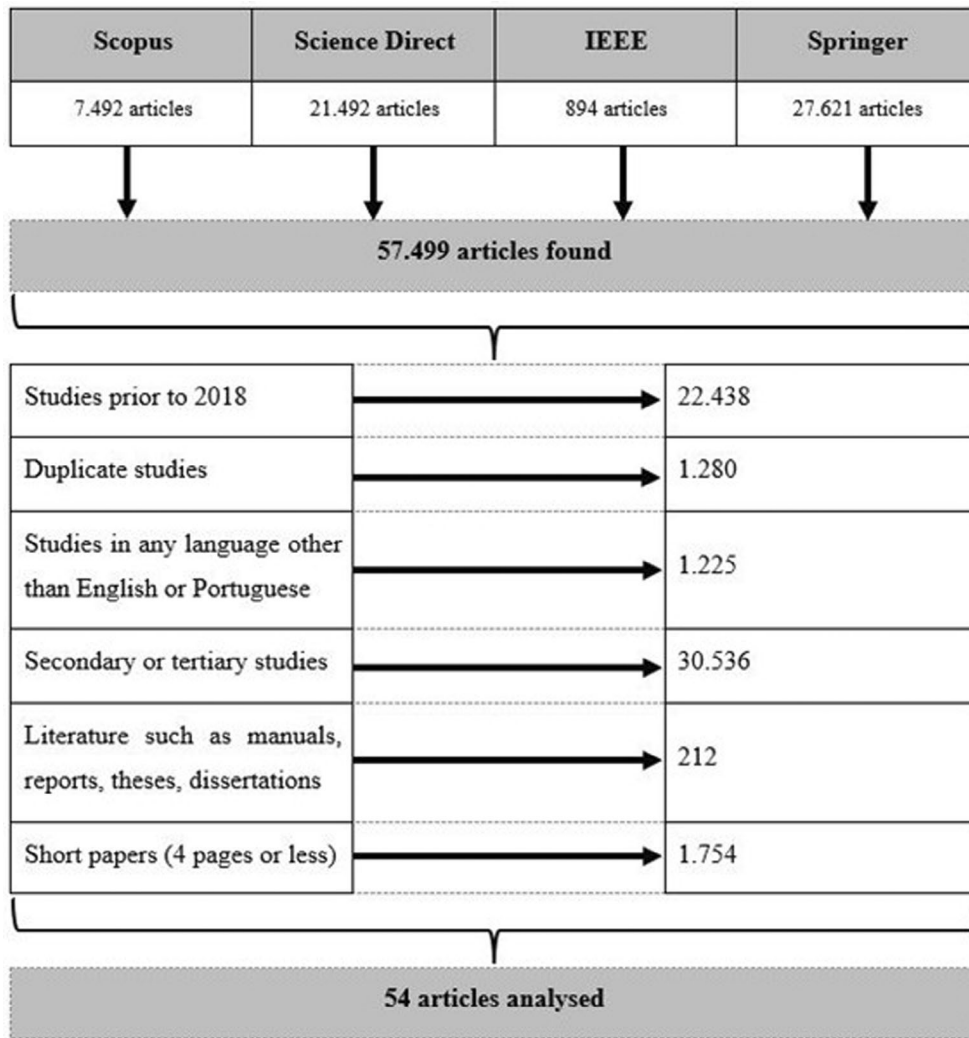 Scopus
Science Direct
IEEE
Springer
7.492 articles
21.492 articles
894 articles
27.621 articles
57.499 articles found
Studies prior to 2018
22.438
Duplicate studies
1.280
Studies in any language other
than English or Portuguese
1.225
Secondary or tertiary studies
30.536
Literature such as manuals,
reports, theses, dissertations
212
Short papers (4 pages or less)
1.754
54 articles analysed